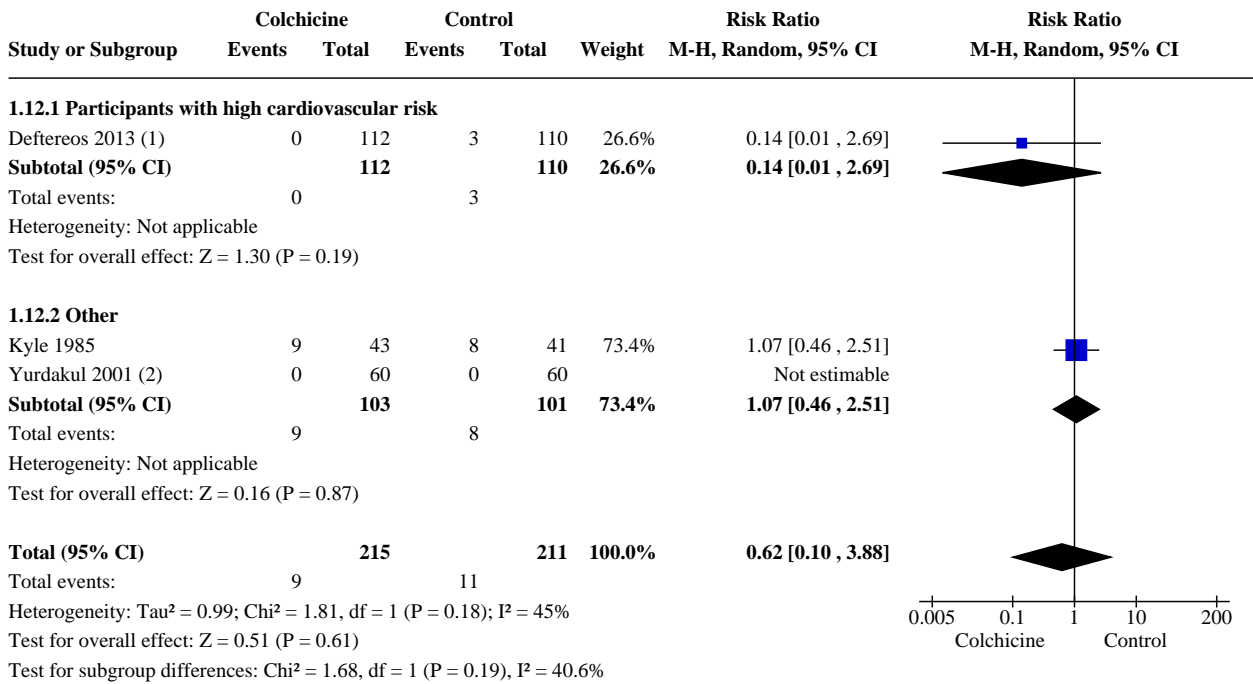 Colchicine Control Risk Ratio Risk Ratio
Study or Subgroup Events Total Events Total Weight M-H, Random, 95% CI M-H, Random, 95% CI
1.12.1 Participants with high cardiovascular risk
Deftereos 2013 (1) 0 112 3 110 26.6% 0.14 [0.01 , 2.69]
Subtotal (95% CI) 112 110 26.6% 0.14 [0.01 , 2.69]
Total events: 0 3
Heterogeneity: Not applicable
Test for overall effect: Z = 1.30 (P = 0.19)
1.12.2 Other
Kyle 1985 9 43 8 41 73.4% 1.07 [0.46 , 2.51]
Yurdakul 2001 (2) 0 60 0 60 Not estimable
Subtotal (95% CI) 103 101 73.4% 1.07 [0.46 , 2.51]
Total events: 9 8
Heterogeneity: Not applicable
Test for overall effect: Z = 0.16 (P = 0.87)
Total (95% CI) 215 211 100.0% 0.62 [0.10 , 3.88]
Total events: 9 11
Heterogeneity: Tau² = 0.99; Chi² = 1.81, df = 1 (P = 0.18); I² = 45%
0.005 0.1 1 10 200
Test for overall effect: Z = 0.51 (P = 0.61)
Colchicine Control
Test for subgroup differences: Chi² = 1.68, df = 1 (P = 0.19), I² = 40.6%